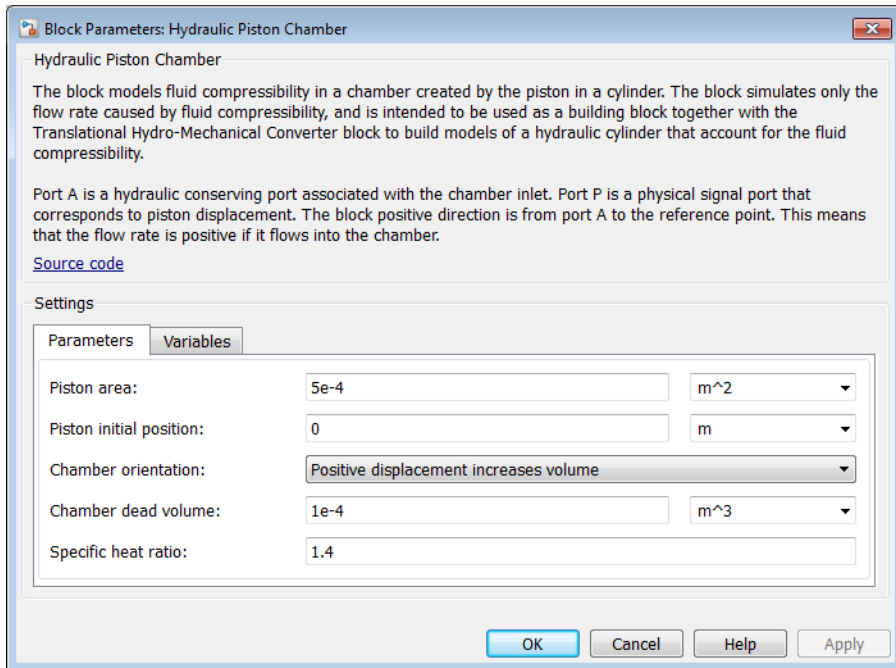 Block Parameters: Hydraulic Piston Chamber
Hydraulic Piston Chamber
The block models fluid compressibility in a chamber created by the piston in a cylinder. The block simulates only the
flow rate caused by fluid compressibility, and is intended to be used as a building block together with the
Translational Hydro-Mechanical Converter block to build models of a hydraulic cylinder that account for the fluid
compressibility.
Port A is a hydraulic conserving port associated with the chamber inlet. Port P is a physical signal port that
corresponds to piston displacement. The block positive direction is from port A to the reference point. This means
that the flow rate is positive if it flows into the chamber.
Source code
Settings
Parameters Variables
Piston area: 5e-4 m^2
Piston initial position: 0 m
Chamber orientation: Positive displacement increases volume
Chamber dead volume: 1e-4 m^3
Specific heat ratio: 1.4
OK Cancel Help Apply